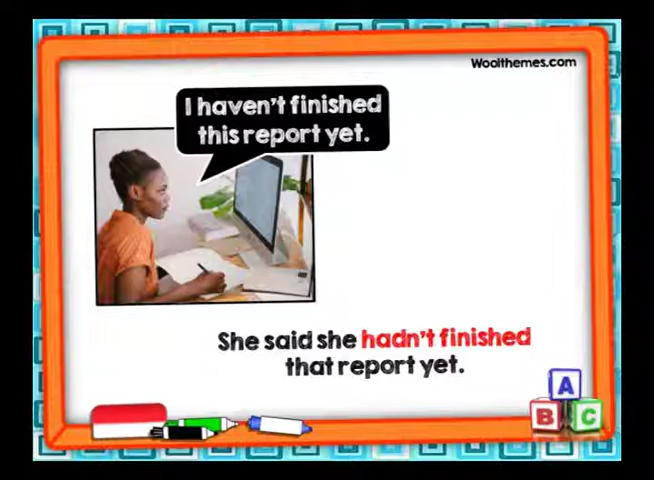 Woolthemes.com
I haven't finished
this report yet.
She said she hadn't finished
that report yet.
A
B C